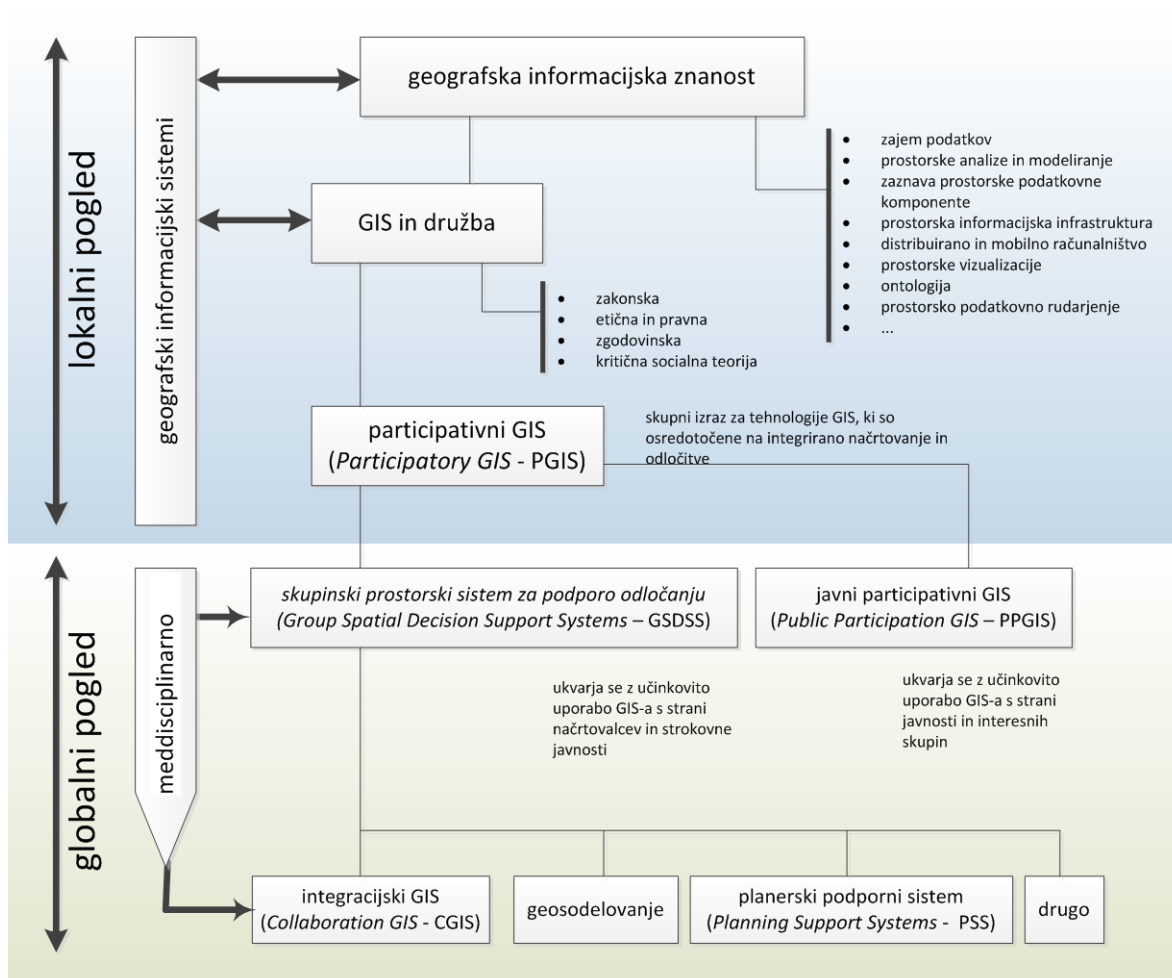 lokalni pogled
geografski informacijski sistemi
geografska informacijska znanost
• zajem podatkov
• prostorske analize in modeliranje
• zaznava prostorske podatkovne
komponente
• prostorska informacijska infrastruktura
• distribuirano in mobilno računalništvo
• prostorske vizualizacije
• ontologija
• prostorsko podatkovno rudarjenje
• ...
GIS in družba
• zakonska
• etična in pravna
• zgodovinska
• kritična socialna teorija
participativni GIS
(Participatory GIS - PGIS)
skupni izraz za tehnologije GIS, ki so
osredotočene na integrirano načrtovanje in
odločitve
globalni pogled
meddisciplinarno
skupinski prostorski sistem za podporo odločanju
(Group Spatial Decision Support Systems – GSDSS)
javni participativni GIS
(Public Participation GIS – PPGIS)
ukvarja se z učinkovito
uporabo GIS-a s strani
načrtovalcev in strokovne
javnosti
ukvarja se z učinkovito
uporabo GIS-a s strani
javnosti in interesnih
skupin
integracijski GIS
(Collaboration GIS - CGIS)
geosodelovanje
planerski podporni sistem
(Planning Support Systems - PSS)
drugo